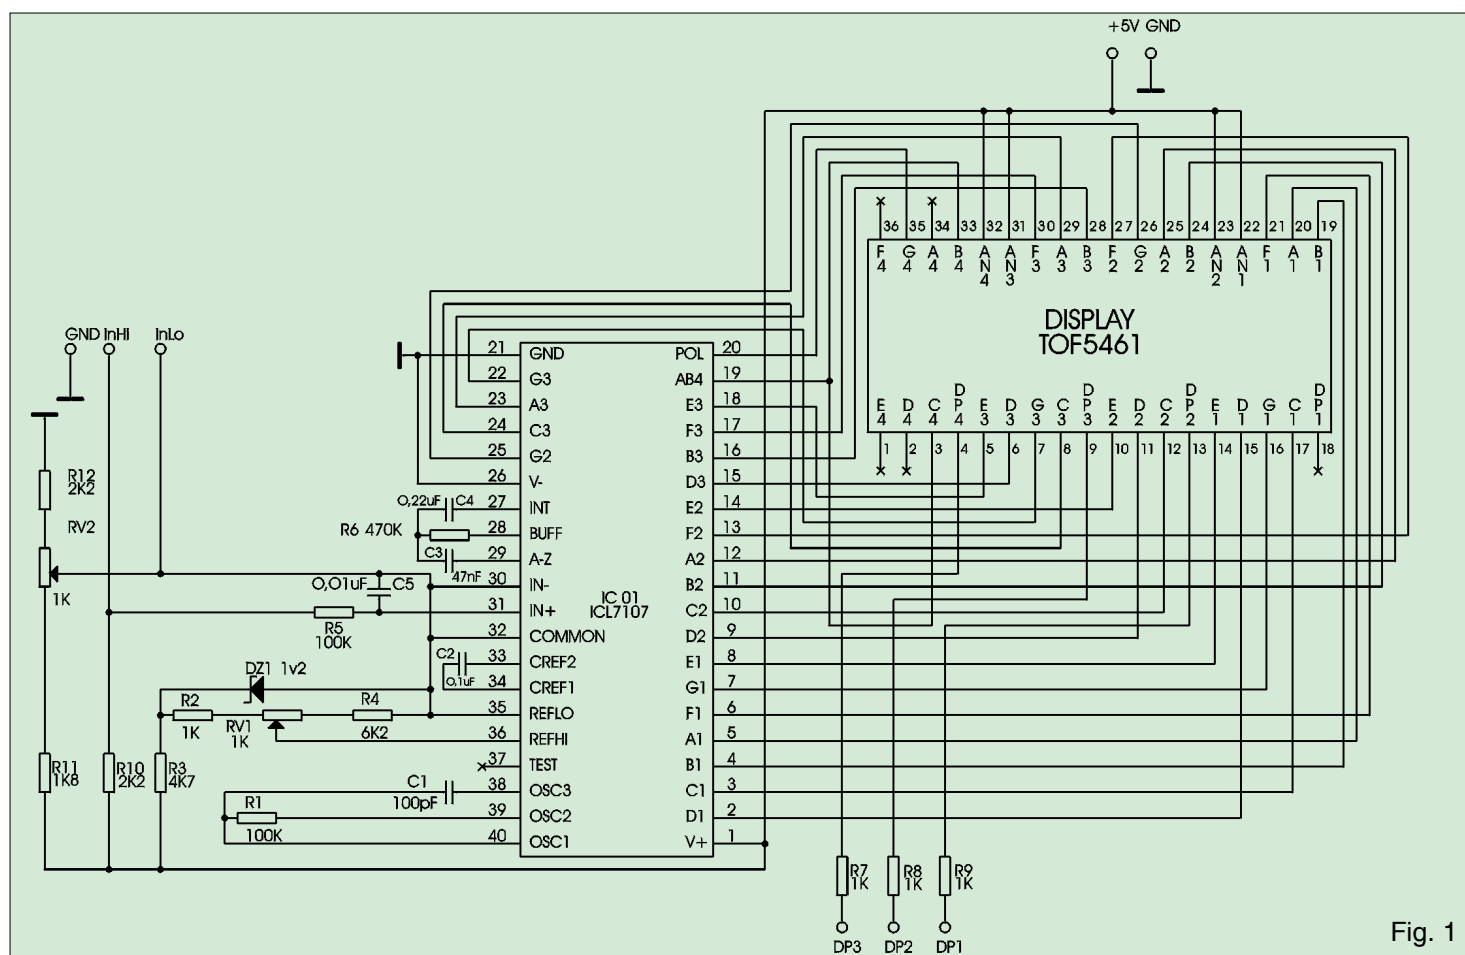 +5V GND
36 35 34 33 32 31 30 29 28 27 26 25 24 23 22 21 20 19
F4 G4 A4 B4 AN4 AN3 F3 A3 B3 F2 G2 A2 B2 AN2 AN1 F1 A1 B1
DISPLAY
TOF5461
E4 D4 C4 DP4 E3 D3 G3 C3 DP3 E2 D2 C2 DP2 E1 D1 G1 C1 DP1
1 2 3 4 5 6 7 8 9 10 11 12 13 14 15 16 17 18
GND InHi InLo
R12
2K2
RV2
1K
R11
1K8
R10
2K2
R3
4K7
0,01uF C5
R5
100K
DZ1 1v2
R2
1K
RV1
1K
R4
6K2
0,22uF C4
R6 470K
C3
47nF
C2
0,1uF
C1
100pF
R1
100K
21 GND
22 G3
23 A3
24 C3
25 G2
26 V-
27 INT
28 BUFF
29 A-Z
30 IN-
31 IN+
32 COMMON
33 CREF2
34 CREF1
35 REFLO
36 REFHI
37 TEST
38 OSC3
39 OSC2
40 OSC1
IC 01
ICL7107
POL 20
AB4 19
E3 18
F3 17
B3 16
D3 15
E2 14
F2 13
A2 12
B2 11
C2 10
D2 9
E1 8
G1 7
F1 6
A1 5
B1 4
C1 3
D1 2
V+ 1
R7
1K
R8
1K
R9
1K
DP3 DP2 DP1
Fig. 1